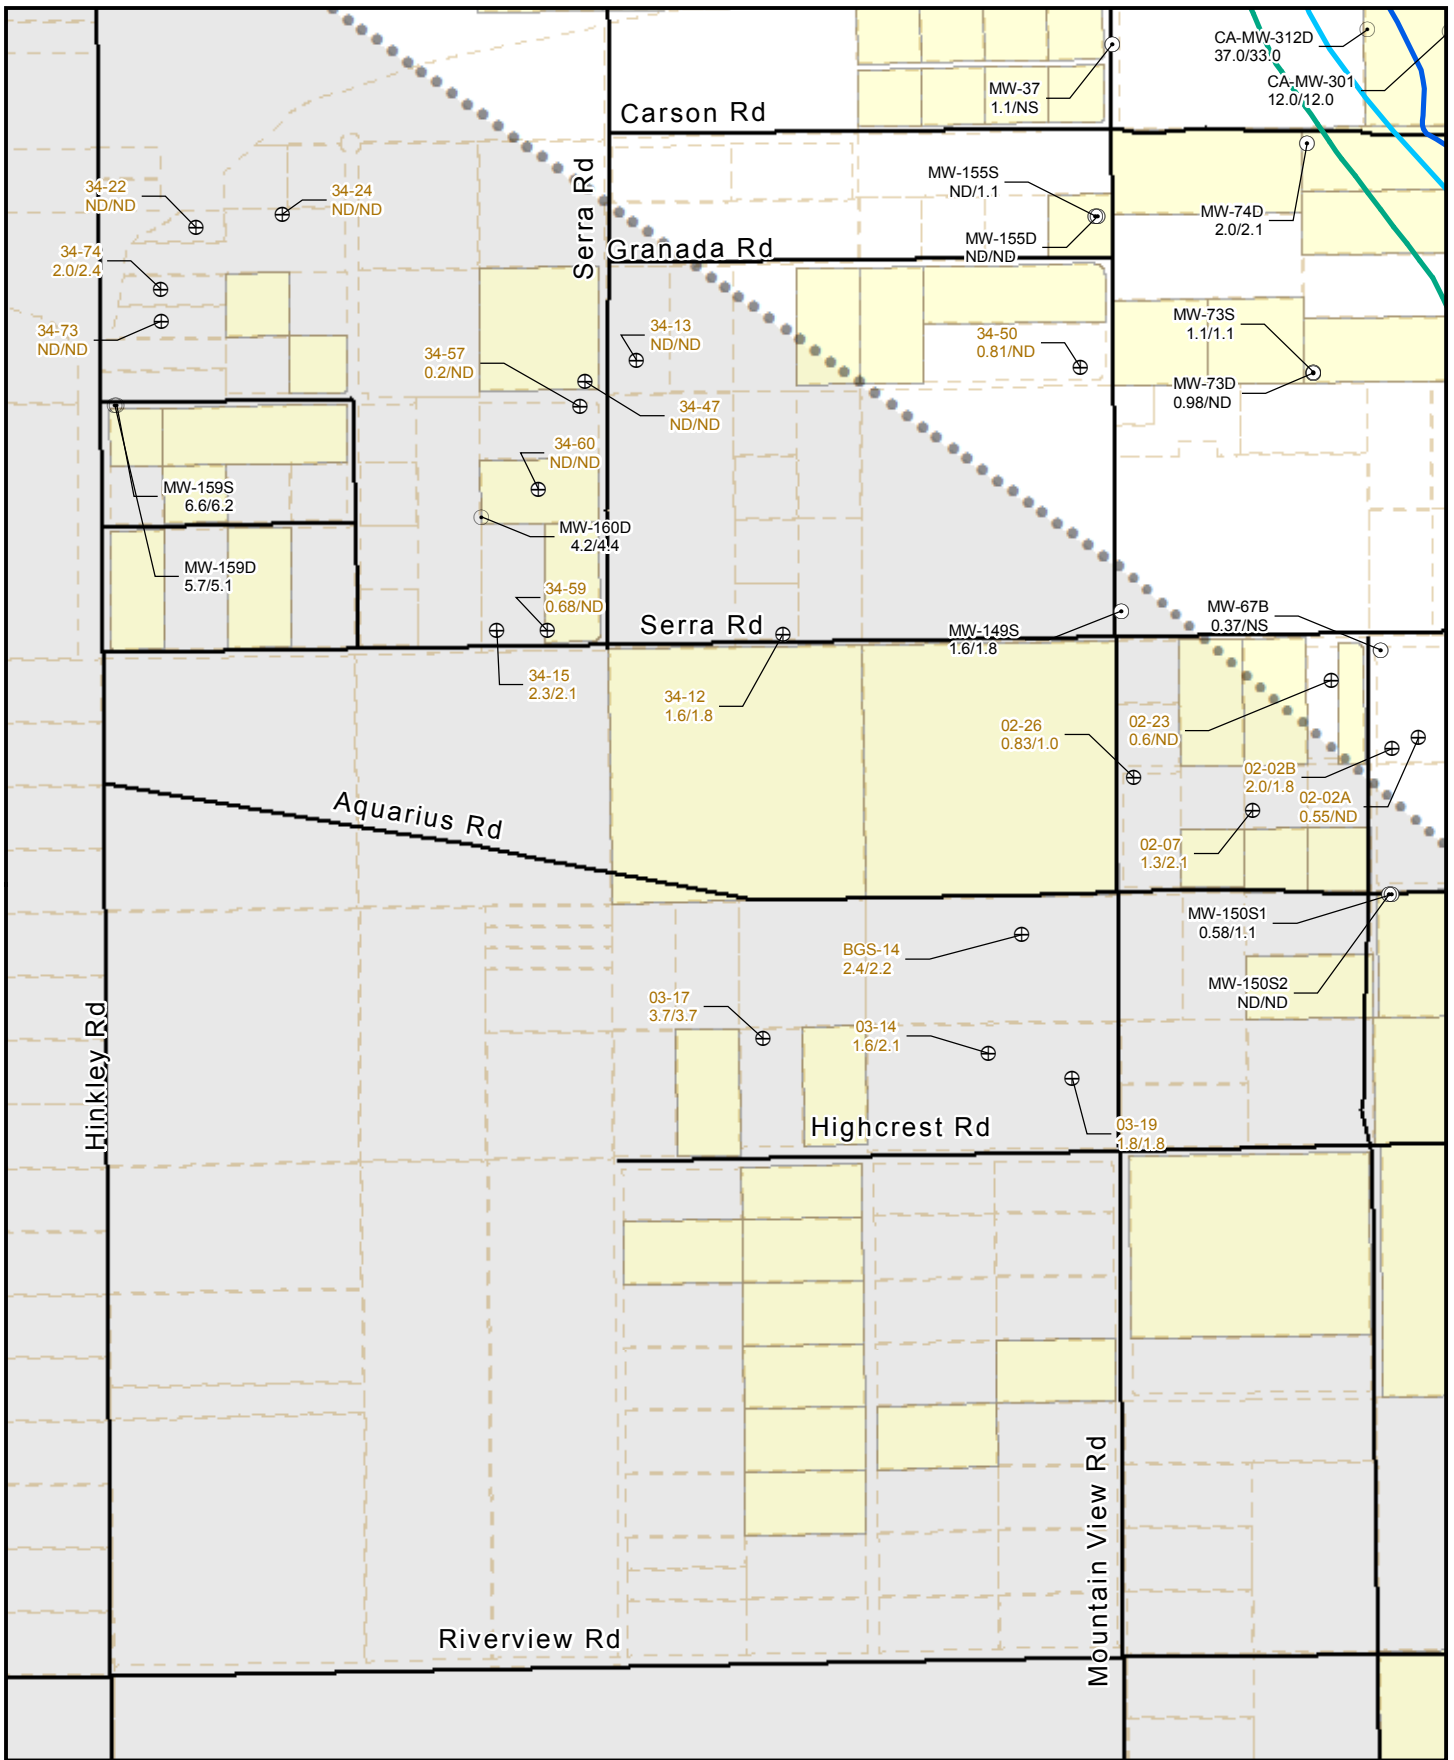 CA-MW-312D
37.0/33.0
CA-MW-301
12.0/12.0
MW-37
1.1/NS
Carson Rd
Serra Rd
34-22
ND/ND
34-24
ND/ND
MW-155S
ND/1.1
MW-74D
2.0/2.1
34-74
2.0/2.4
Granada Rd
MW-155D
ND/ND
34-73
ND/ND
34-57
0.2/ND
34-13
ND/ND
34-50
0.81/ND
MW-73S
1.1/1.1
MW-73D
0.98/ND
34-47
ND/ND
34-60
ND/ND
MW-159S
6.6/6.2
MW-160D
4.2/4.4
MW-159D
5.7/5.1
34-59
0.68/ND
Serra Rd
MW-149S
1.6/1.8
MW-67B
0.37/NS
34-15
2.3/2.1
34-12
1.6/1.8
02-26
0.83/1.0
02-23
0.6/ND
02-02B
2.0/1.8
02-02A
0.55/ND
Aquarius Rd
02-07
1.3/2.1
MW-150S1
0.58/1.1
BGS-14
2.4/2.2
MW-150S2
ND/ND
03-17
3.7/3.7
03-14
1.6/2.1
Hinkley Rd
Highcrest Rd
03-19
1.8/1.8
Mountain View Rd
Riverview Rd